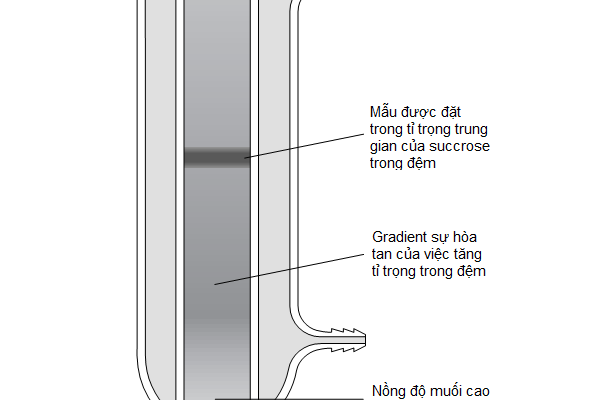 Mẫu được đặt
trong tỉ trọng trung
gian của succrose
trong đệm
Gradient sự hòa
tan của việc tăng
tỉ trọng trong đệm
Nồng độ muối cao